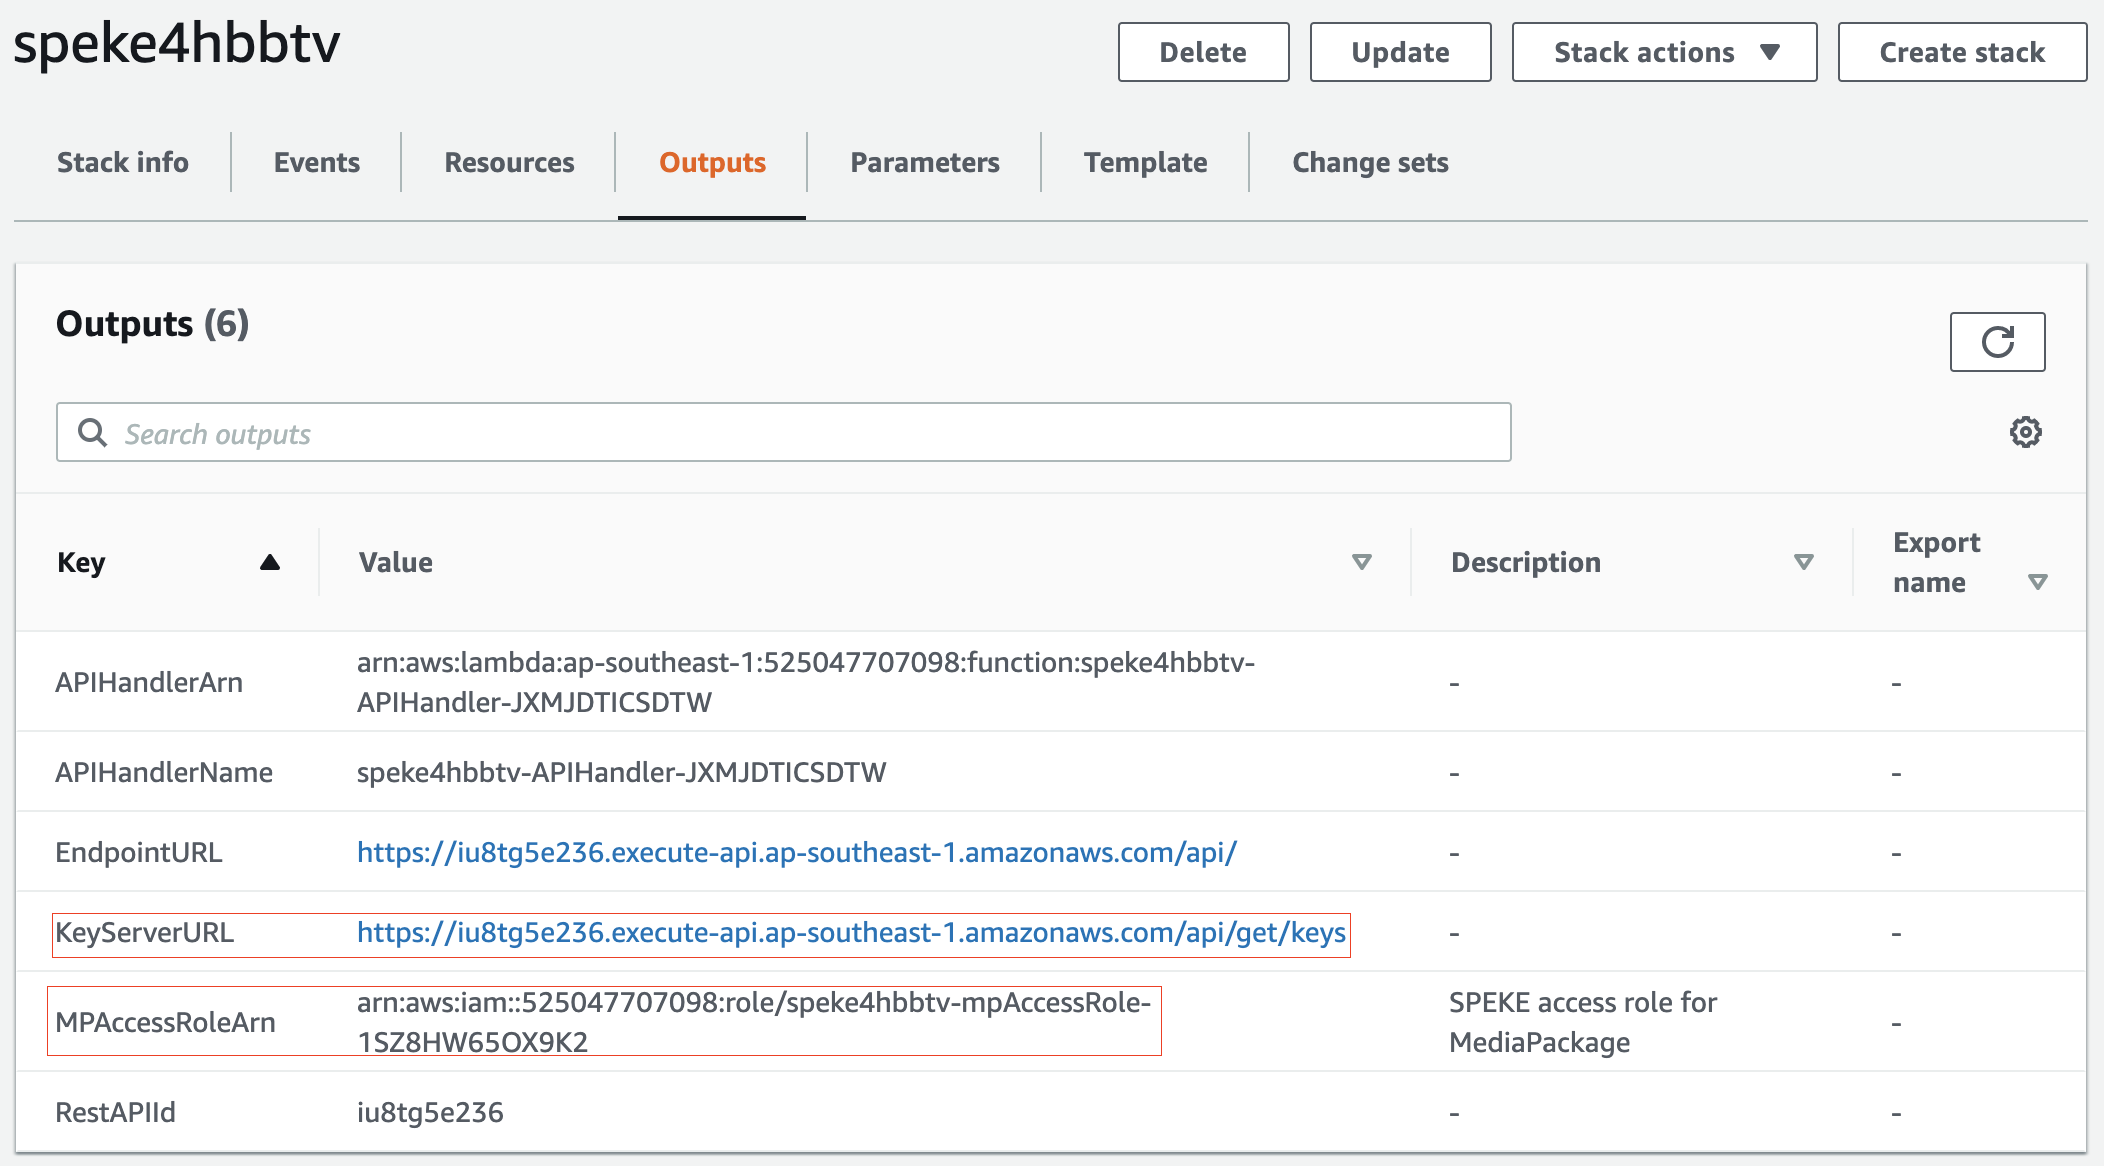 speke4hbbtv
Delete
Update
Stack actions
Create stack
Stack info
Events
Resources
Outputs
Parameters
Template
Change sets
Outputs (6)
Search outputs
Key
Value
Description
Export
name
APIHandlerArn
arn:aws:lambda:ap-southeast-1:525047707098:function:speke4hbbtv-
APIHandler-JXMJDTICSDTW
-
-
APIHandlerName
speke4hbbtv-APIHandler-JXMJDTICSDTW
-
-
EndpointURL
https://iu8tg5e236.execute-api.ap-southeast-1.amazonaws.com/api/
-
-
KeyServerURL
https://iu8tg5e236.execute-api.ap-southeast-1.amazonaws.com/api/get/keys
-
-
MPAccessRoleArn
arn:aws:iam::525047707098:role/speke4hbbtv-mpAccessRole-
1SZ8HW65OX9K2
SPEKE access role for
MediaPackage
-
RestAPIId
iu8tg5e236
-
-